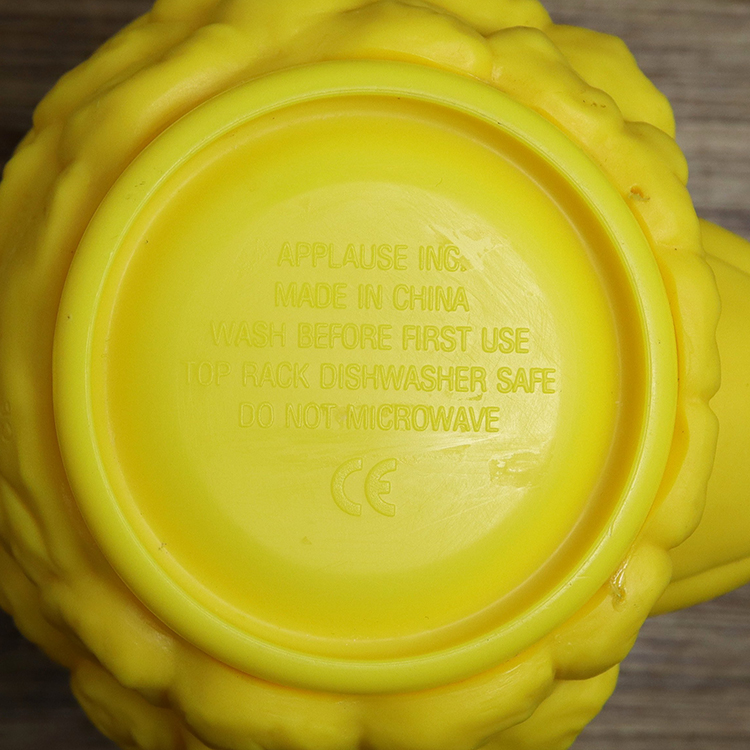 APPLAUSE INC.
MADE IN CHINA
WASH BEFORE FIRST USE
TOP RACK DISHWASHER SAFE
DO NOT MICROWAVE
CE